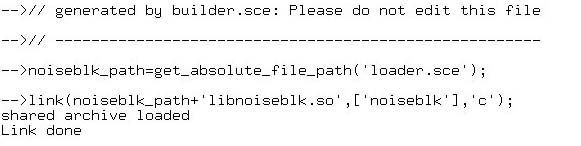 -->// generated by builder.sce: Please do not edit this file
-->// ------------------------------------------------------
-->noiseblk_path=get_absolute_file_path('loader.sce');
-->link(noiseblk_path+'libnoiseblk.so',['noiseblk'],'c');
shared archive loaded
Link done